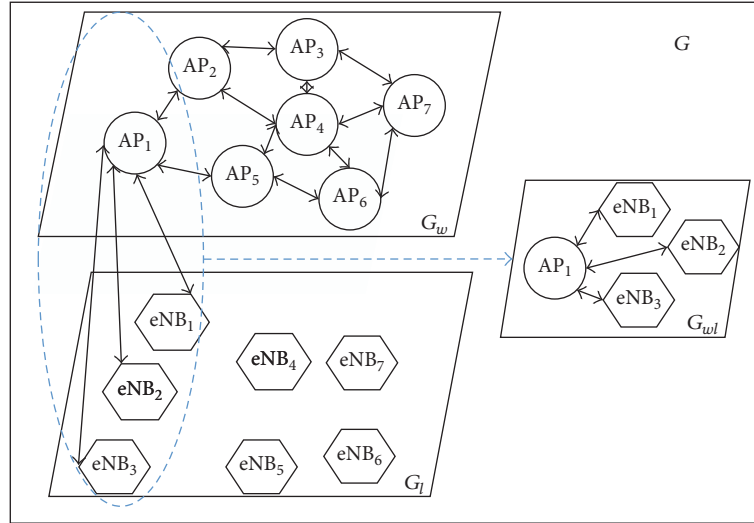 G
AP3
AP2
AP7
AP4
AP1
AP5
AP6
Gw
eNB1
eNB2
AP1
eNB3
Gwl
eNB1
eNB4
eNB7
eNB2
eNB3
eNB5
eNB6
Gl